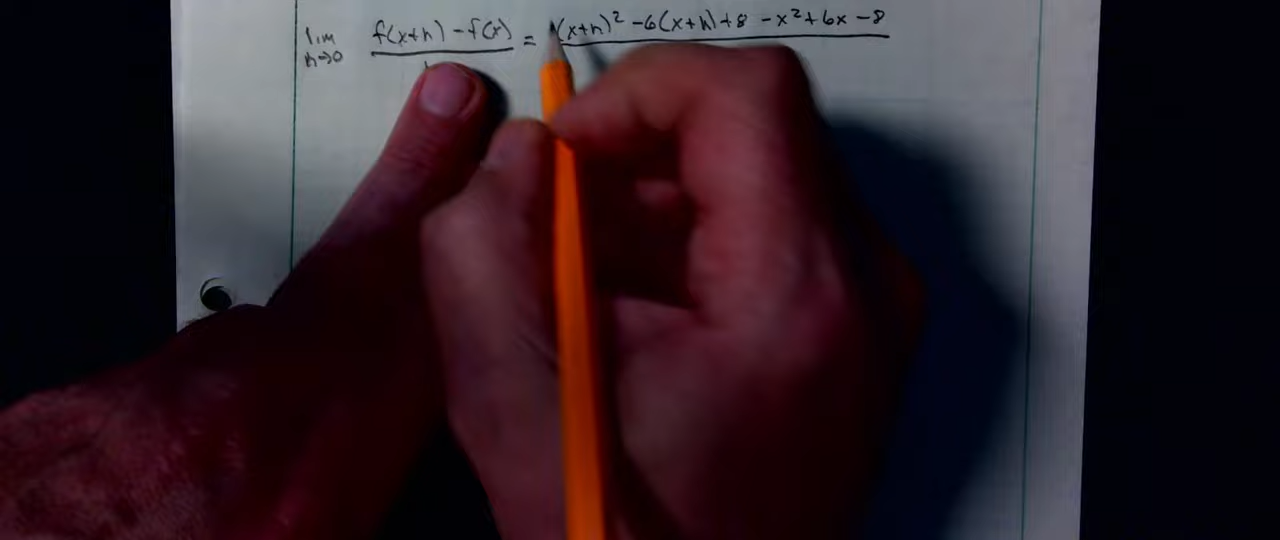 lim f(x+h) - f(x) = (x+h)² - 6(x+h) + 8 - x² + 6x - 8
h→0